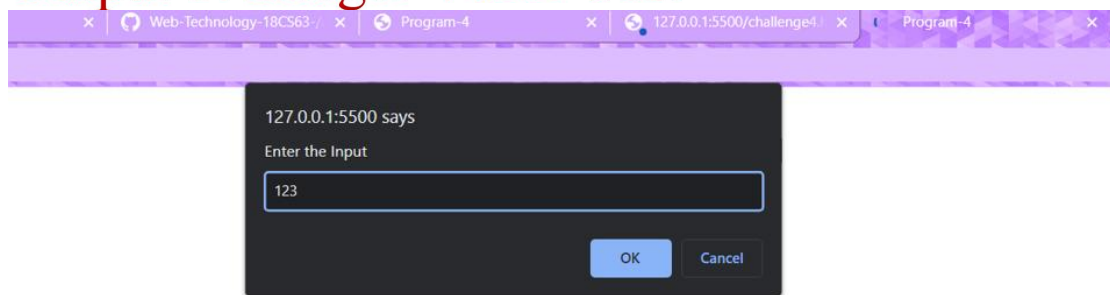 Web-Technology-18CS63-/ Program-4 127.0.0.1:5500/challenge4. Program-4
127.0.0.1:5500 says
Enter the Input
123
OK Cancel